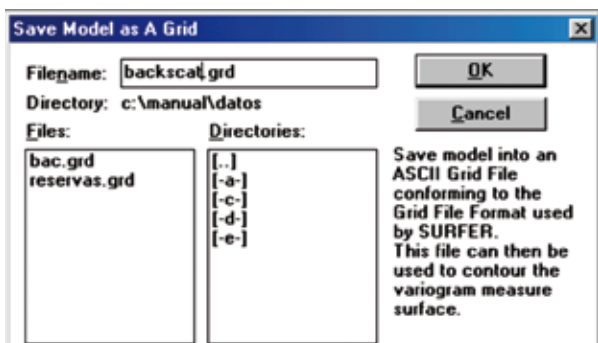 Save Model as A Grid
Filename: backscat.grd
OK
Directory: c:\manual\datos
Cancel
Files:
Directories:
bac.grd
reservas.grd
[..]
[-a-]
[-c-]
[-d-]
[-e-]
Save model into an
ASCII Grid File
conforming to the
Grid File Format used
by SURFER.
This file can then be
used to contour the
variogram measure
surface.